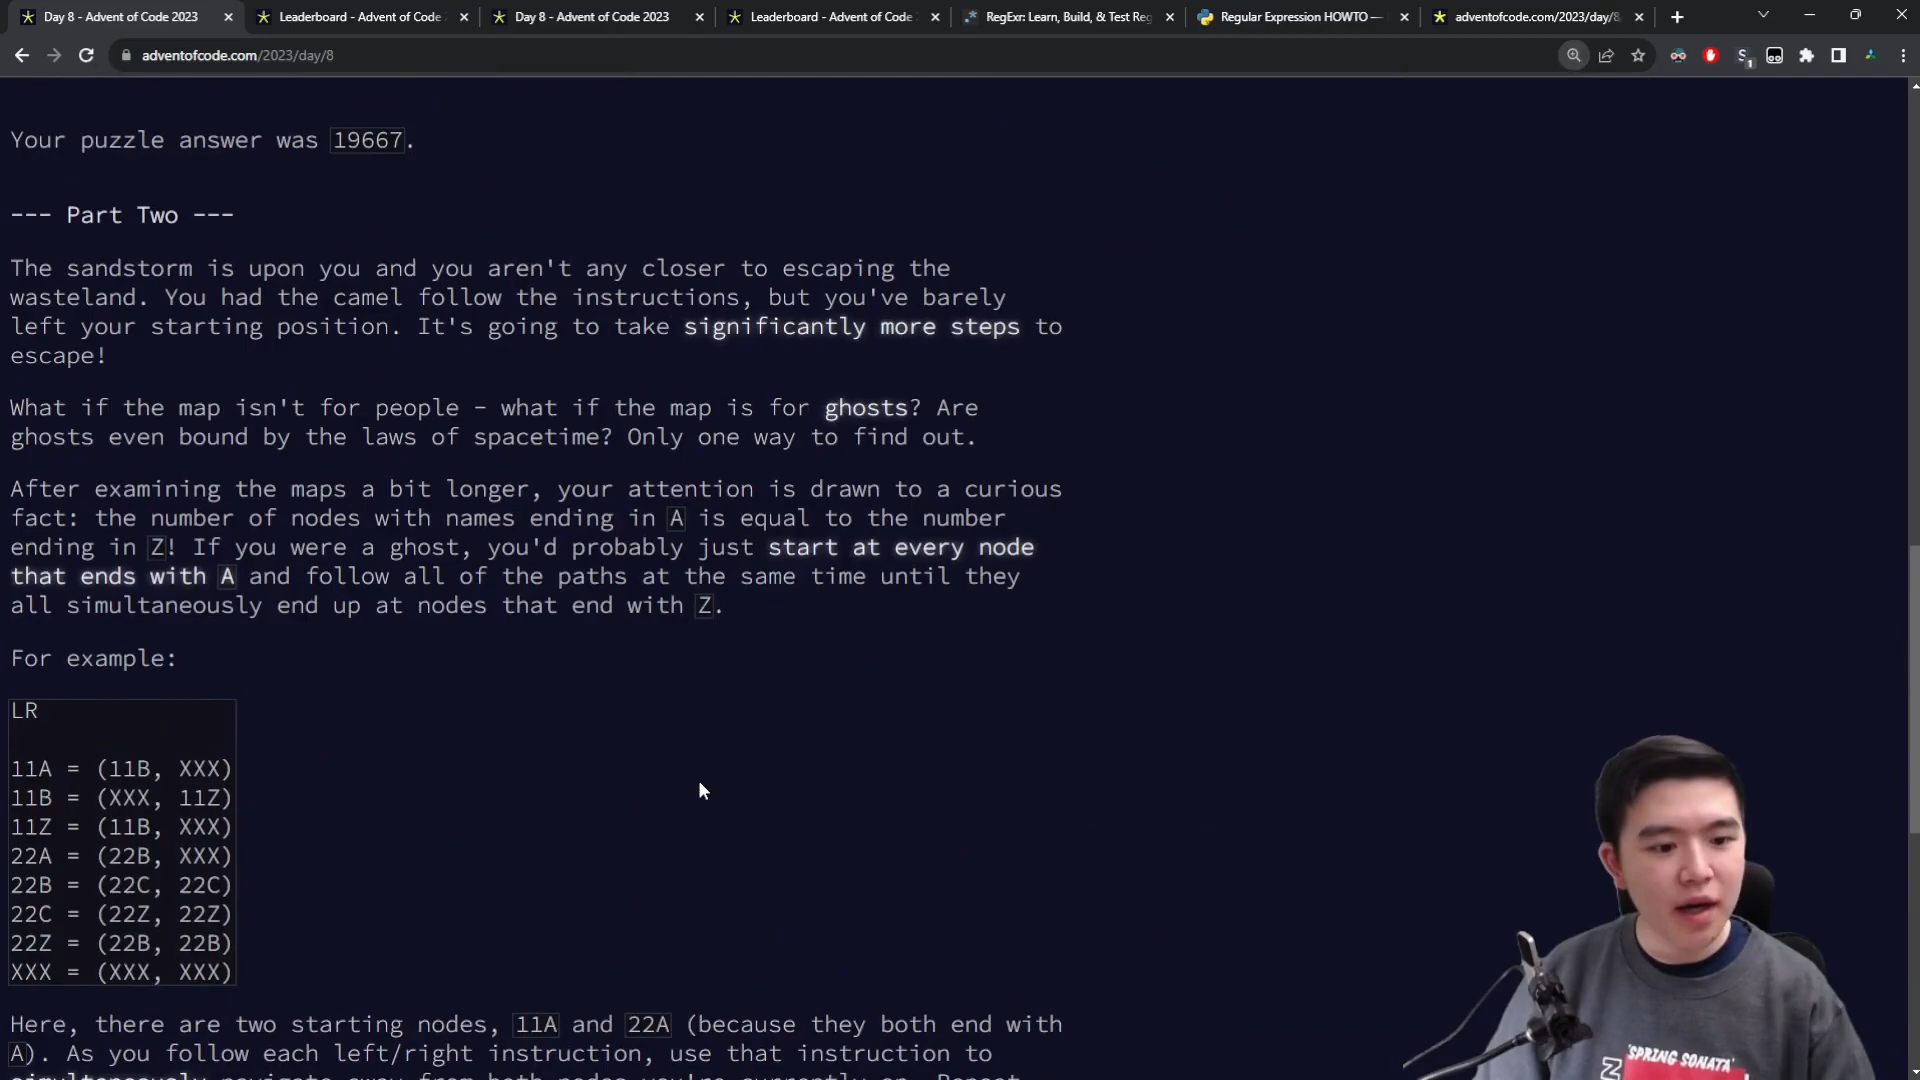 Day 8 - Advent of Code 2023
Leaderboard - Advent of Code
Day 8 - Advent of Code 2023
Leaderboard - Advent of Code
RegExr: Learn, Build, & Test Reg
Regular Expression HOWTO —
adventofcode.com/2023/day/8
adventofcode.com/2023/day/8
Your puzzle answer was 19667.
--- Part Two ---
The sandstorm is upon you and you aren't any closer to escaping the
wasteland. You had the camel follow the instructions, but you've barely
left your starting position. It's going to take significantly more steps to
escape!
What if the map isn't for people - what if the map is for ghosts? Are
ghosts even bound by the laws of spacetime? Only one way to find out.
After examining the maps a bit longer, your attention is drawn to a curious
fact: the number of nodes with names ending in A is equal to the number
ending in Z! If you were a ghost, you'd probably just start at every node
that ends with A and follow all of the paths at the same time until they
all simultaneously end up at nodes that end with Z.
For example:
LR
11A = (11B, XXX)
11B = (XXX, 11Z)
11Z = (11B, XXX)
22A = (22B, XXX)
22B = (22C, 22C)
22C = (22Z, 22Z)
22Z = (22B, 22B)
XXX = (XXX, XXX)
Here, there are two starting nodes, 11A and 22A (because they both end with
A). As you follow each left/right instruction, use that instruction to
simultaneously navigate away from both nodes you're currently on. Repeat
'SPRING SONATA'